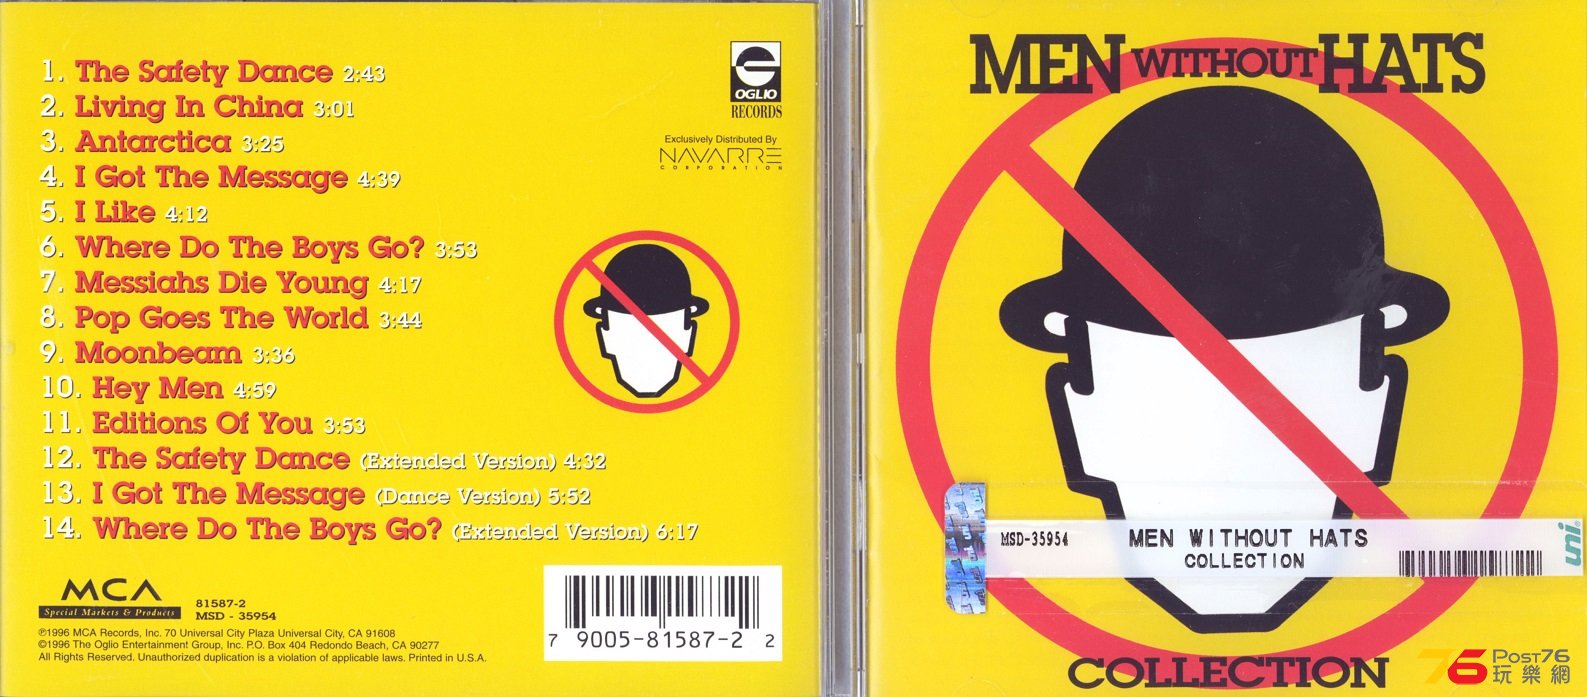 1. The Safety Dance 2:43
2. Living In China 3:01
3. Antarctica 3:25
4. I Got The Message 4:39
5. I Like 4:12
6. Where Do The Boys Go? 3:53
7. Messiahs Die Young 4:17
8. Pop Goes The World 3:44
9. Moonbeam 3:36
10. Hey Men 4:59
11. Editions Of You 3:53
12. The Safety Dance (Extended Version) 4:32
13. I Got The Message (Dance Version) 5:52
14. Where Do The Boys Go? (Extended Version) 6:17
OGLIO
RECORDS
Exclusively Distributed By
NAVARRE
CORPORATION
MCA
Special Markets & Products
81587-2
MSD - 35954
℗1996 MCA Records, Inc. 70 Universal City Plaza Universal City, CA 91608
©1996 The Oglio Entertainment Group, Inc. P.O. Box 404 Redondo Beach, CA 90277
All Rights Reserved. Unauthorized duplication is a violation of applicable laws. Printed in U.S.A.
7 9005-81587-2 2
MEN WITHOUT HATS
MSD-35954 MEN WITHOUT HATS
COLLECTION
uni
COLLECTION
76 POST76
玩樂網